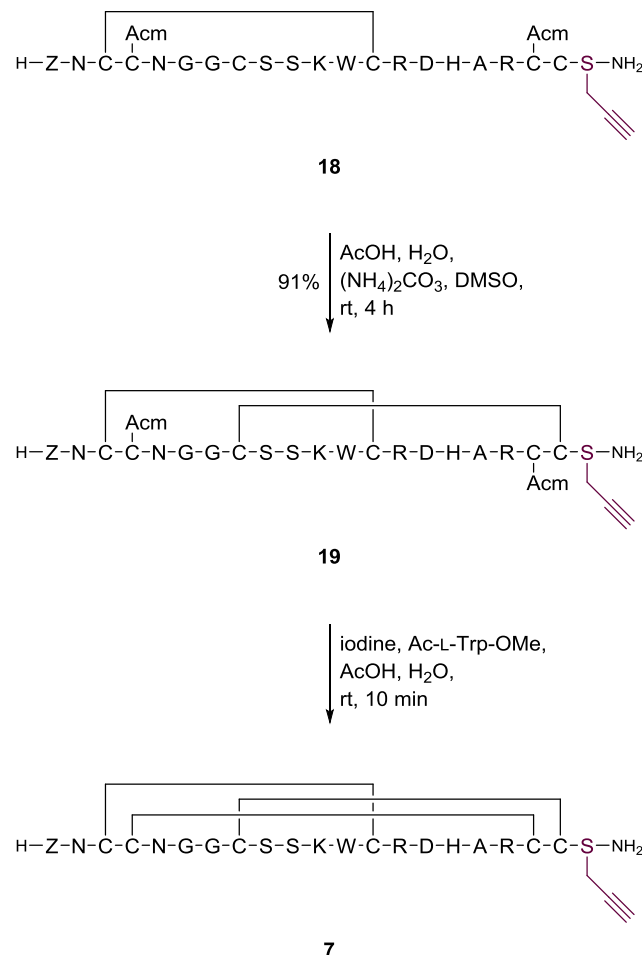 Acm Acm
H–Z–N–C–C–N–G–G–C–S–S–K–W–C–R–D–H–A–R–C–C–S–NH₂
18
91%
AcOH, H₂O,
(NH₄)₂CO₃, DMSO,
rt, 4 h
Acm
H–Z–N–C–C–N–G–G–C–S–S–K–W–C–R–D–H–A–R–C–C–S–NH₂
Acm
19
iodine, Ac-L-Trp-OMe,
AcOH, H₂O,
rt, 10 min
H–Z–N–C–C–N–G–G–C–S–S–K–W–C–R–D–H–A–R–C–C–S–NH₂
7